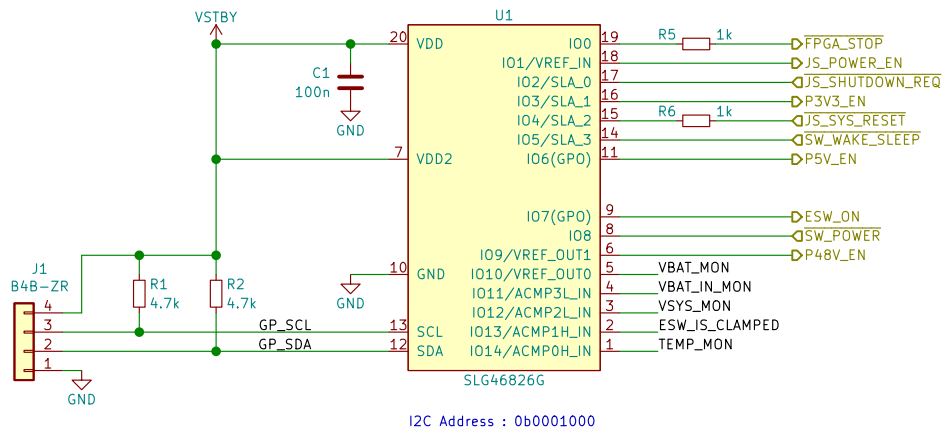 VSTBY
U1
20 VDD IO0 19 R5 1k FPGA_STOP
IO1/VREF_IN 18 JS_POWER_EN
C1 IO2/SLA_0 17 JS_SHUTDOWN_REQ
100n IO3/SLA_1 16 P3V3_EN
IO4/SLA_2 15 R6 1k JS_SYS_RESET
GND IO5/SLA_3 14 SW_WAKE_SLEEP
7 VDD2 IO6(GPO) 11 P5V_EN
IO7(GPO) 9 ESW_ON
IO8 8 SW_POWER
IO9/VREF_OUT1 6 P48V_EN
J1 10 GND IO10/VREF_OUT0 5 VBAT_MON
B4B-ZR R1 R2 GND IO11/ACMP3L_IN 4 VBAT_IN_MON
4.7k 4.7k
4 IO12/ACMP2L_IN 3 VSYS_MON
3 GP_SCL 13 SCL IO13/ACMP1H_IN 2 ESW_IS_CLAMPED
2 GP_SDA 12 SDA IO14/ACMP0H_IN 1 TEMP_MON
1
GND
SLG46826G
I2C Address : 0b0001000